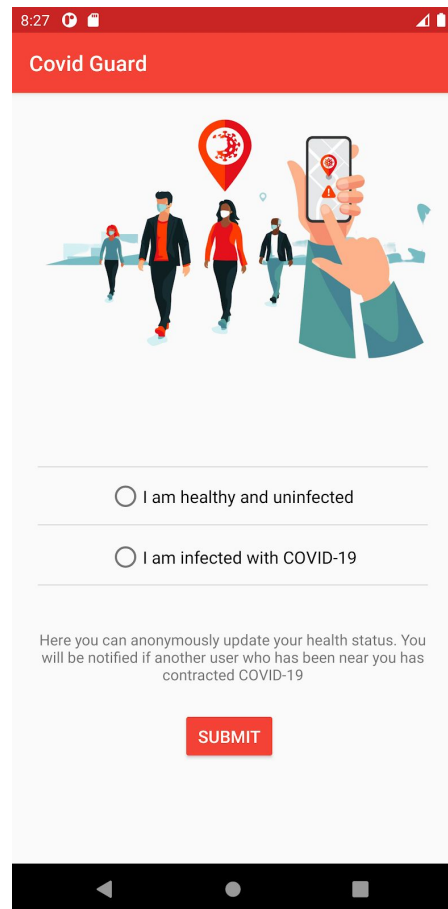 8:27
Covid Guard
I am healthy and uninfected
I am infected with COVID-19
Here you can anonymously update your health status. You
will be notified if another user who has been near you has
contracted COVID-19
SUBMIT